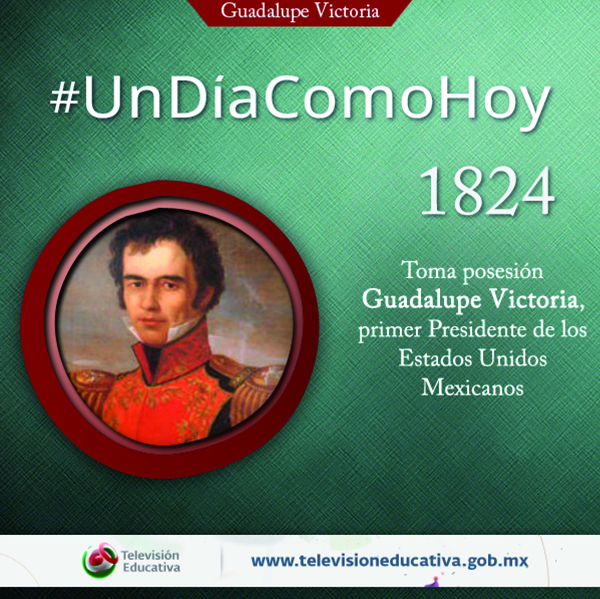 Guadalupe Victoria
#UnDíaComoHoy
1824
Toma posesión
Guadalupe Victoria,
primer Presidente de los
Estados Unidos
Mexicanos
Televisión
Educativa
www.televisioneducativa.gob.mx